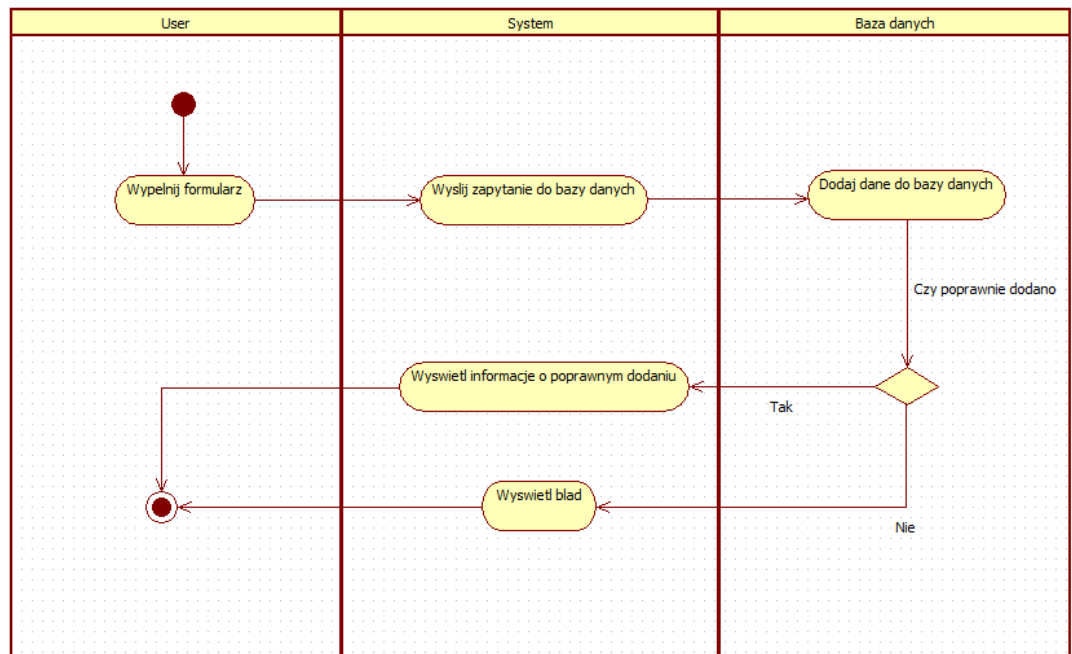 User
System
Baza danych
Wypelnij formularz
Wyslij zapytanie do bazy danych
Dodaj dane do bazy danych
Czy poprawnie dodano
Wyswietl informacje o poprawnym dodaniu
Tak
Wyswietl blad
Nie